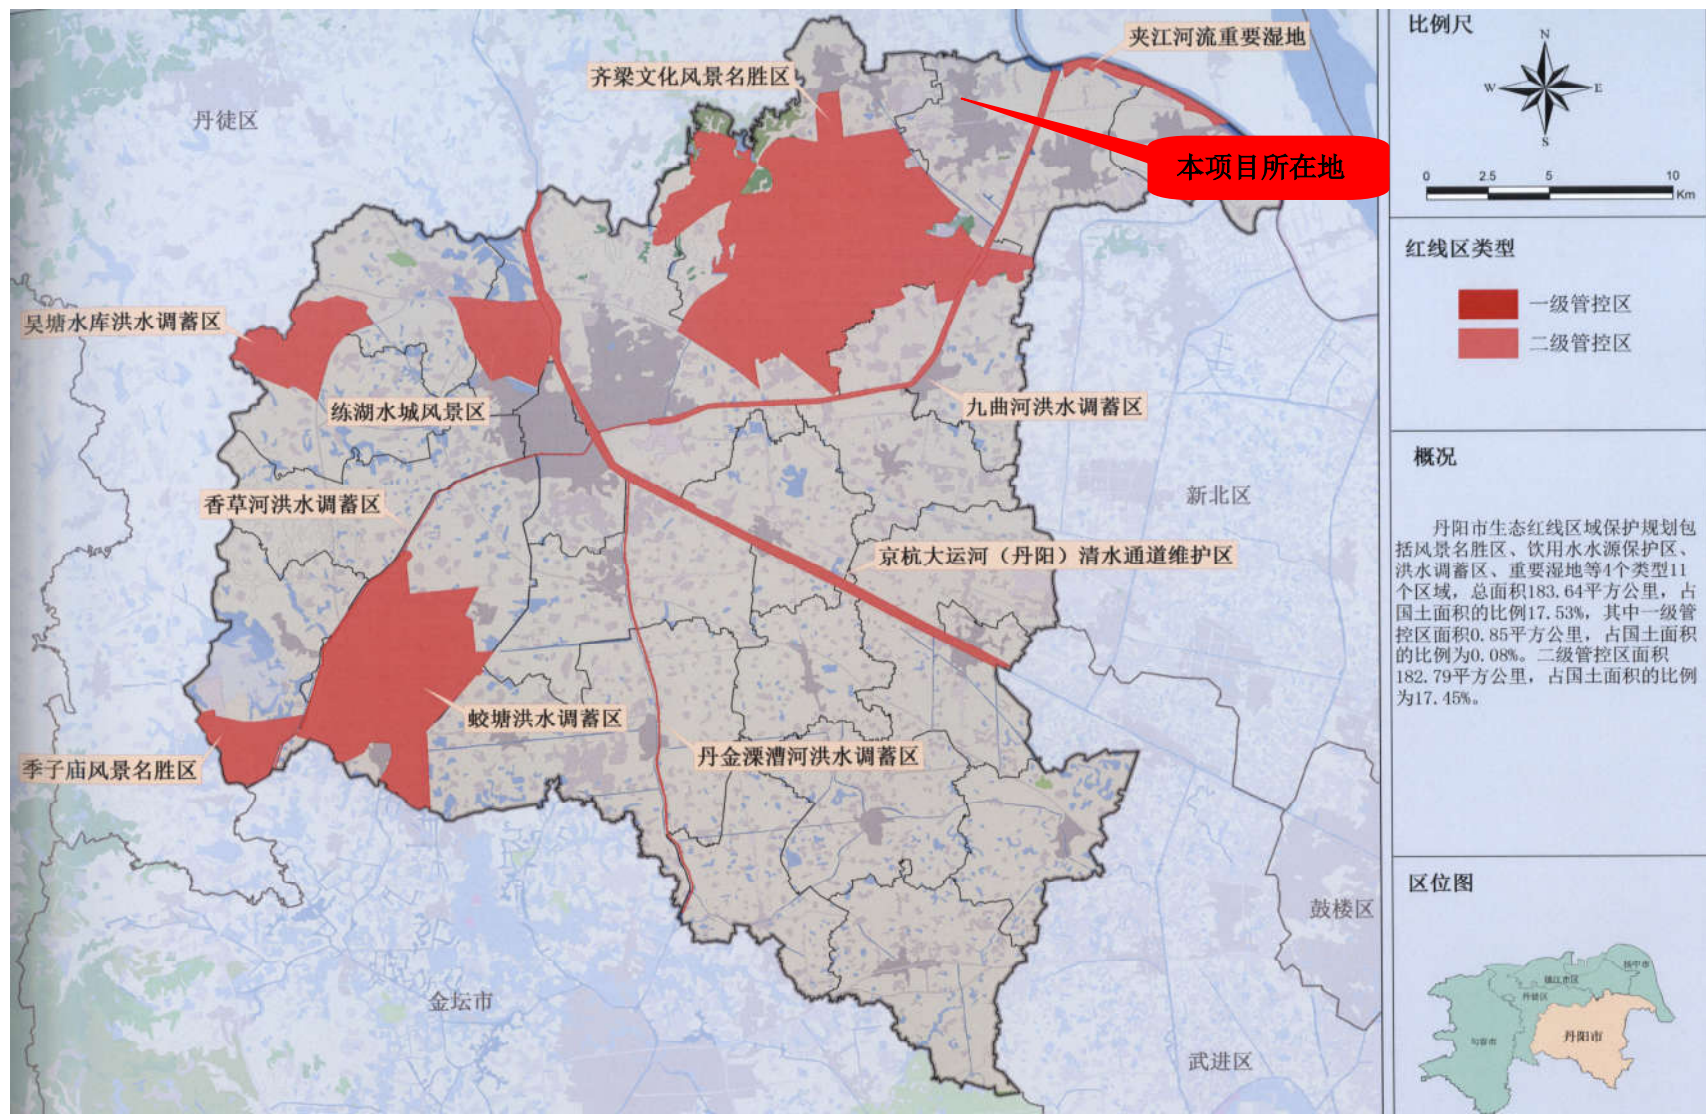 夹江河流重要湿地
齐梁文化风景名胜区
丹徒区
本项目所在地
吴塘水库洪水调蓄区
练湖水城风景区
九曲河洪水调蓄区
香草河洪水调蓄区
新北区
京杭大运河（丹阳）清水通道维护区
蛟塘洪水调蓄区
丹金溧漕河洪水调蓄区
季子庙风景名胜区
鼓楼区
金坛市
武进区
比例尺
N
W
E
S
0 2.5 5 10
Km
红线区类型
一级管控区
二级管控区
概况
丹阳市生态红线区域保护规划包
括风景名胜区、饮用水水源保护区、
洪水调蓄区、重要湿地等4个类型11
个区域，总面积183.64平方公里，占
国土面积的比例17.53%，其中一级管
控区面积0.85平方公里，占国土面积
的比例为0.08%。二级管控区面积
182.79平方公里，占国土面积的比例
为17.45%。
区位图
扬中市
镇江市区
丹徒区
句容市
丹阳市